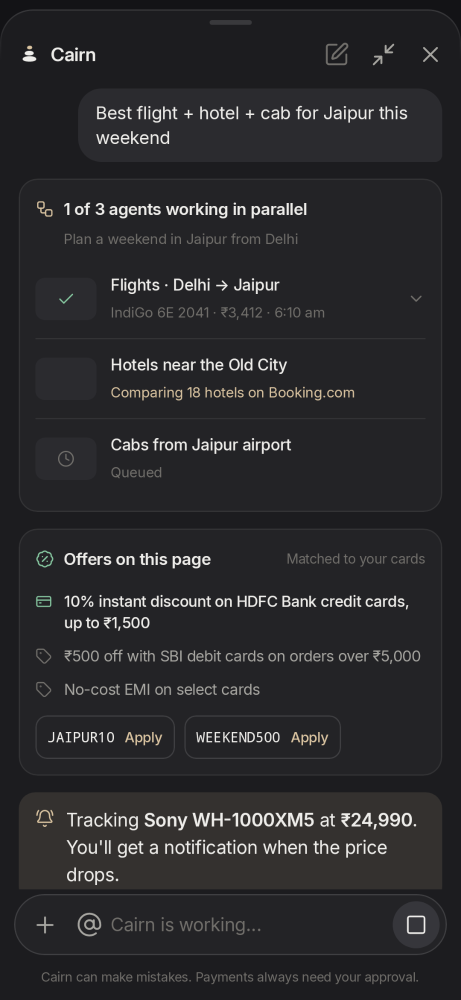 Cairn
Best flight + hotel + cab for Jaipur this
weekend
1 of 3 agents working in parallel
Plan a weekend in Jaipur from Delhi
Flights · Delhi → Jaipur
IndiGo 6E 2041 · ₹3,412 · 6:10 am
Hotels near the Old City
Comparing 18 hotels on Booking.com
Cabs from Jaipur airport
Queued
Offers on this page Matched to your cards
10% instant discount on HDFC Bank credit cards,
up to ₹1,500
₹500 off with SBI debit cards on orders over ₹5,000
No-cost EMI on select cards
JAIPUR10 Apply WEEKEND500 Apply
Tracking Sony WH-1000XM5 at ₹24,990.
You'll get a notification when the price
drops.
Cairn is working...
Cairn can make mistakes. Payments always need your approval.